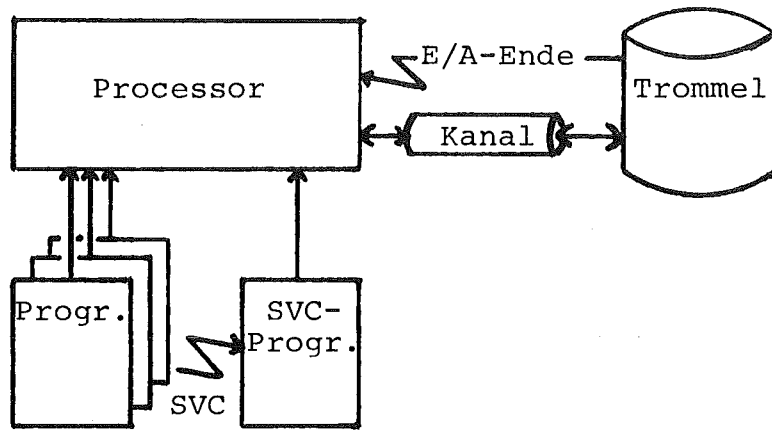 E/A-Ende
Processor
Trommel
Kanal
Progr.
SVC-
Progr.
SVC